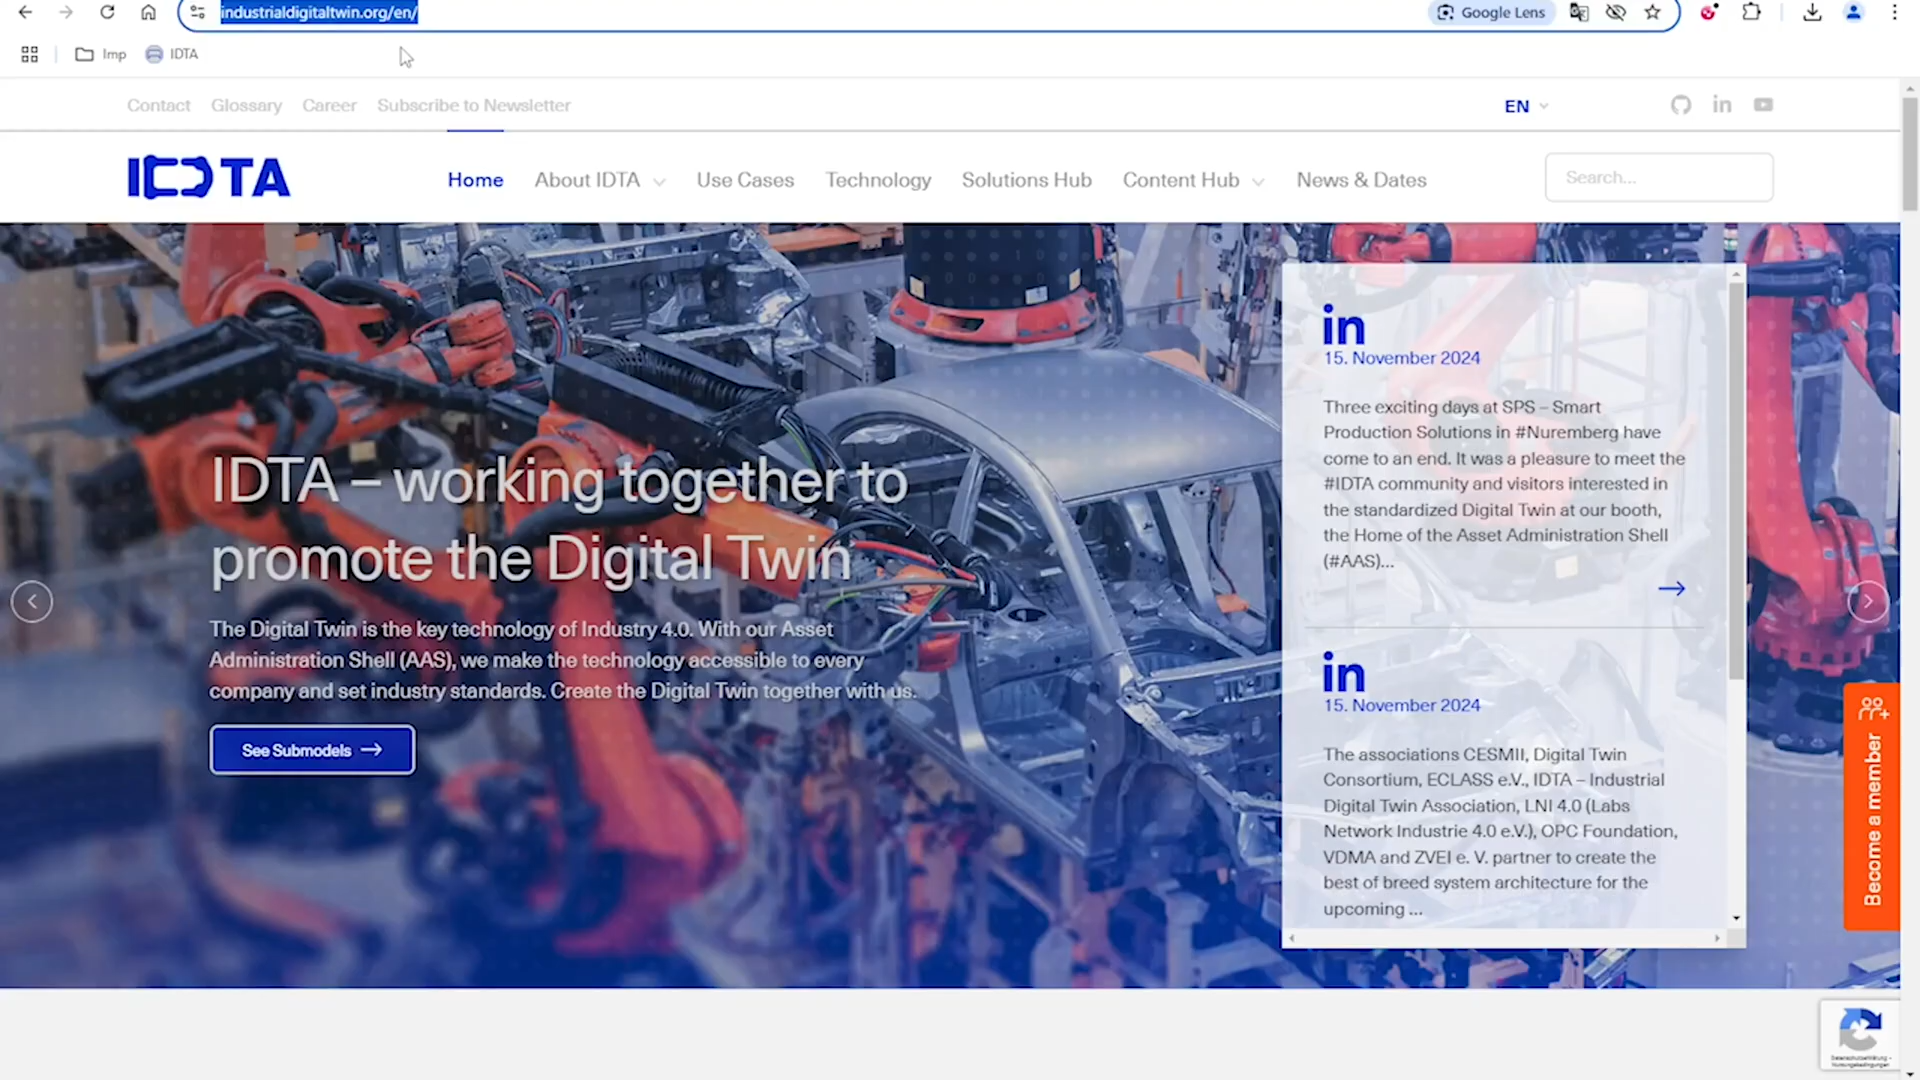 industrialdigitaltwin.org/en/
Google Lens
Imp
IDTA
Contact
Glossary
Career
Subscribe to Newsletter
EN
IDTA
Home
About IDTA
Use Cases
Technology
Solutions Hub
Content Hub
News & Dates
Search...
IDTA – working together to
promote the Digital Twin
The Digital Twin is the key technology of Industry 4.0. With our Asset
Administration Shell (AAS), we make the technology accessible to every
company and set industry standards. Create the Digital Twin together with us.
See Submodels
in
15. November 2024
Three exciting days at SPS – Smart
Production Solutions in #Nuremberg have
come to an end. It was a pleasure to meet the
#IDTA community and visitors interested in
the standardized Digital Twin at our booth,
the Home of the Asset Administration Shell
(#AAS)...
in
15. November 2024
The associations CESMII, Digital Twin
Consortium, ECLASS e.V., IDTA – Industrial
Digital Twin Association, LNI 4.0 (Labs
Network Industrie 4.0 e.V.), OPC Foundation,
VDMA and ZVEI e. V. partner to create the
best of breed system architecture for the
upcoming ...
Become a member